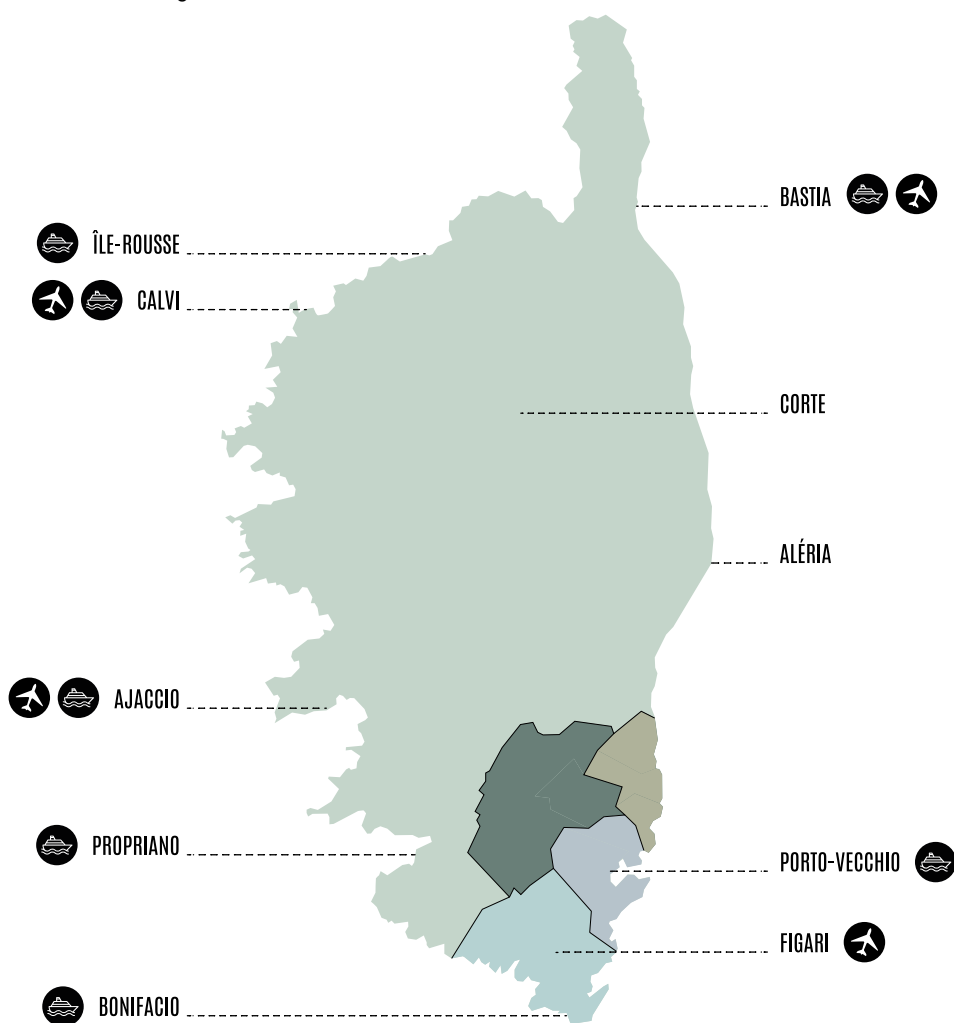 BASTIA
ÎLE-ROUSSE
CALVI
CORTE
ALÉRIA
AJACCIO
PROPRIANO
PORTO-VECCHIO
FIGARI
BONIFACIO